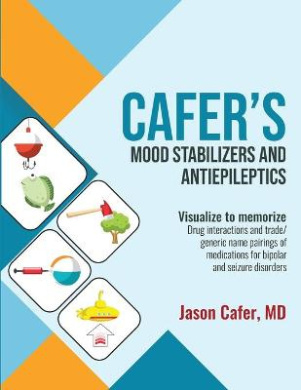 CAFER'S
MOOD STABILIZERS AND
ANTIEPILEPTICS
Visualize to memorize
Drug interactions and trade/
generic name pairings of
medications for bipolar
and seizure disorders
Jason Cafer, MD